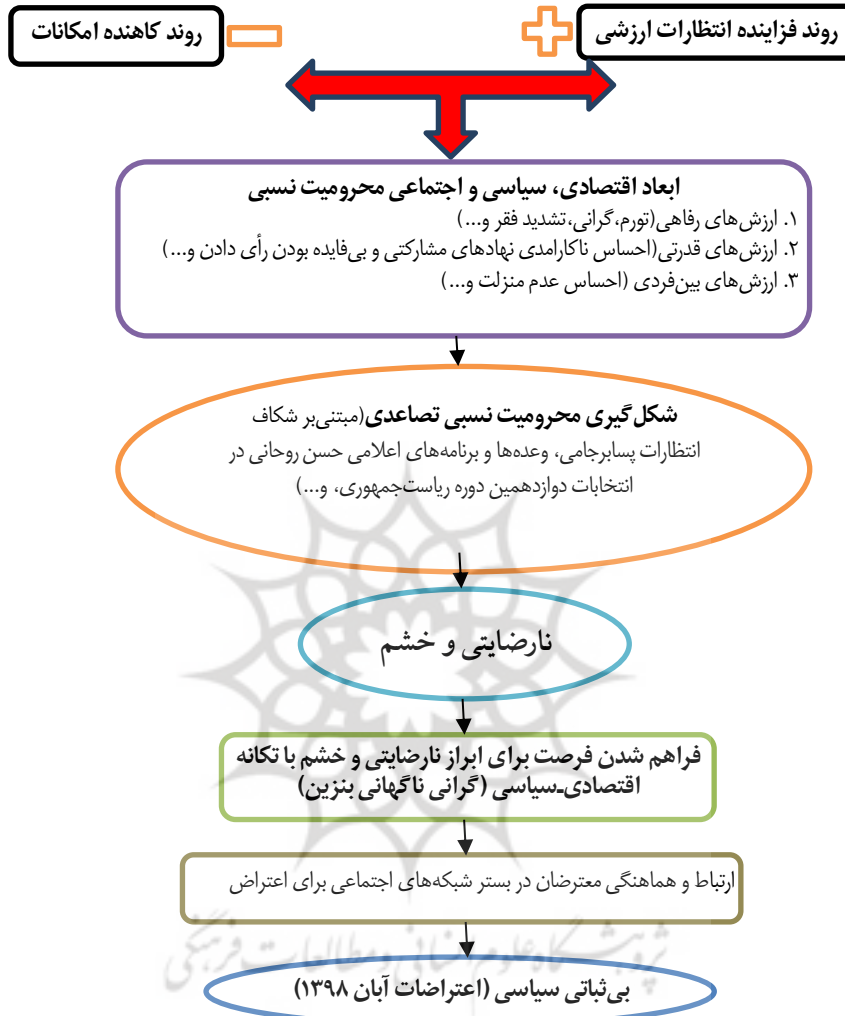 روند فزاینده انتظارات ارزشی
روند کاهنده امکانات
ابعاد اقتصادی، سیاسی و اجتماعی محرومیت نسبی
۱. ارزش‌های رفاهی(تورم،گرانی،تشدید فقر و...)
۲. ارزش‌های قدرتی(احساس ناکارامدی نهادهای مشارکتی و بی‌فایده بودن رأی دادن و...)
۳. ارزش‌های بین‌فردی (احساس عدم منزلت و...)
شکل‌گیری محرومیت نسبی تصاعدی(مبتنی‌بر شکاف
انتظارات پسابرجامی، وعده‌ها و برنامه‌های اعلامی حسن روحانی در
انتخابات دوازدهمین دوره ریاست‌جمهوری، و...)
نارضایتی و خشم
فراهم شدن فرصت برای ابراز نارضایتی و خشم با تکانه
اقتصادی‌ـ‌سیاسی (گرانی ناگهانی بنزین)
ارتباط و هماهنگی معترضان در بستر شبکه‌های اجتماعی برای اعتراض
پژوهشگاه علوم انسانی و مطالعات فرهنگی
بی‌ثباتی سیاسی (اعتراضات آبان ۱۳۹۸)